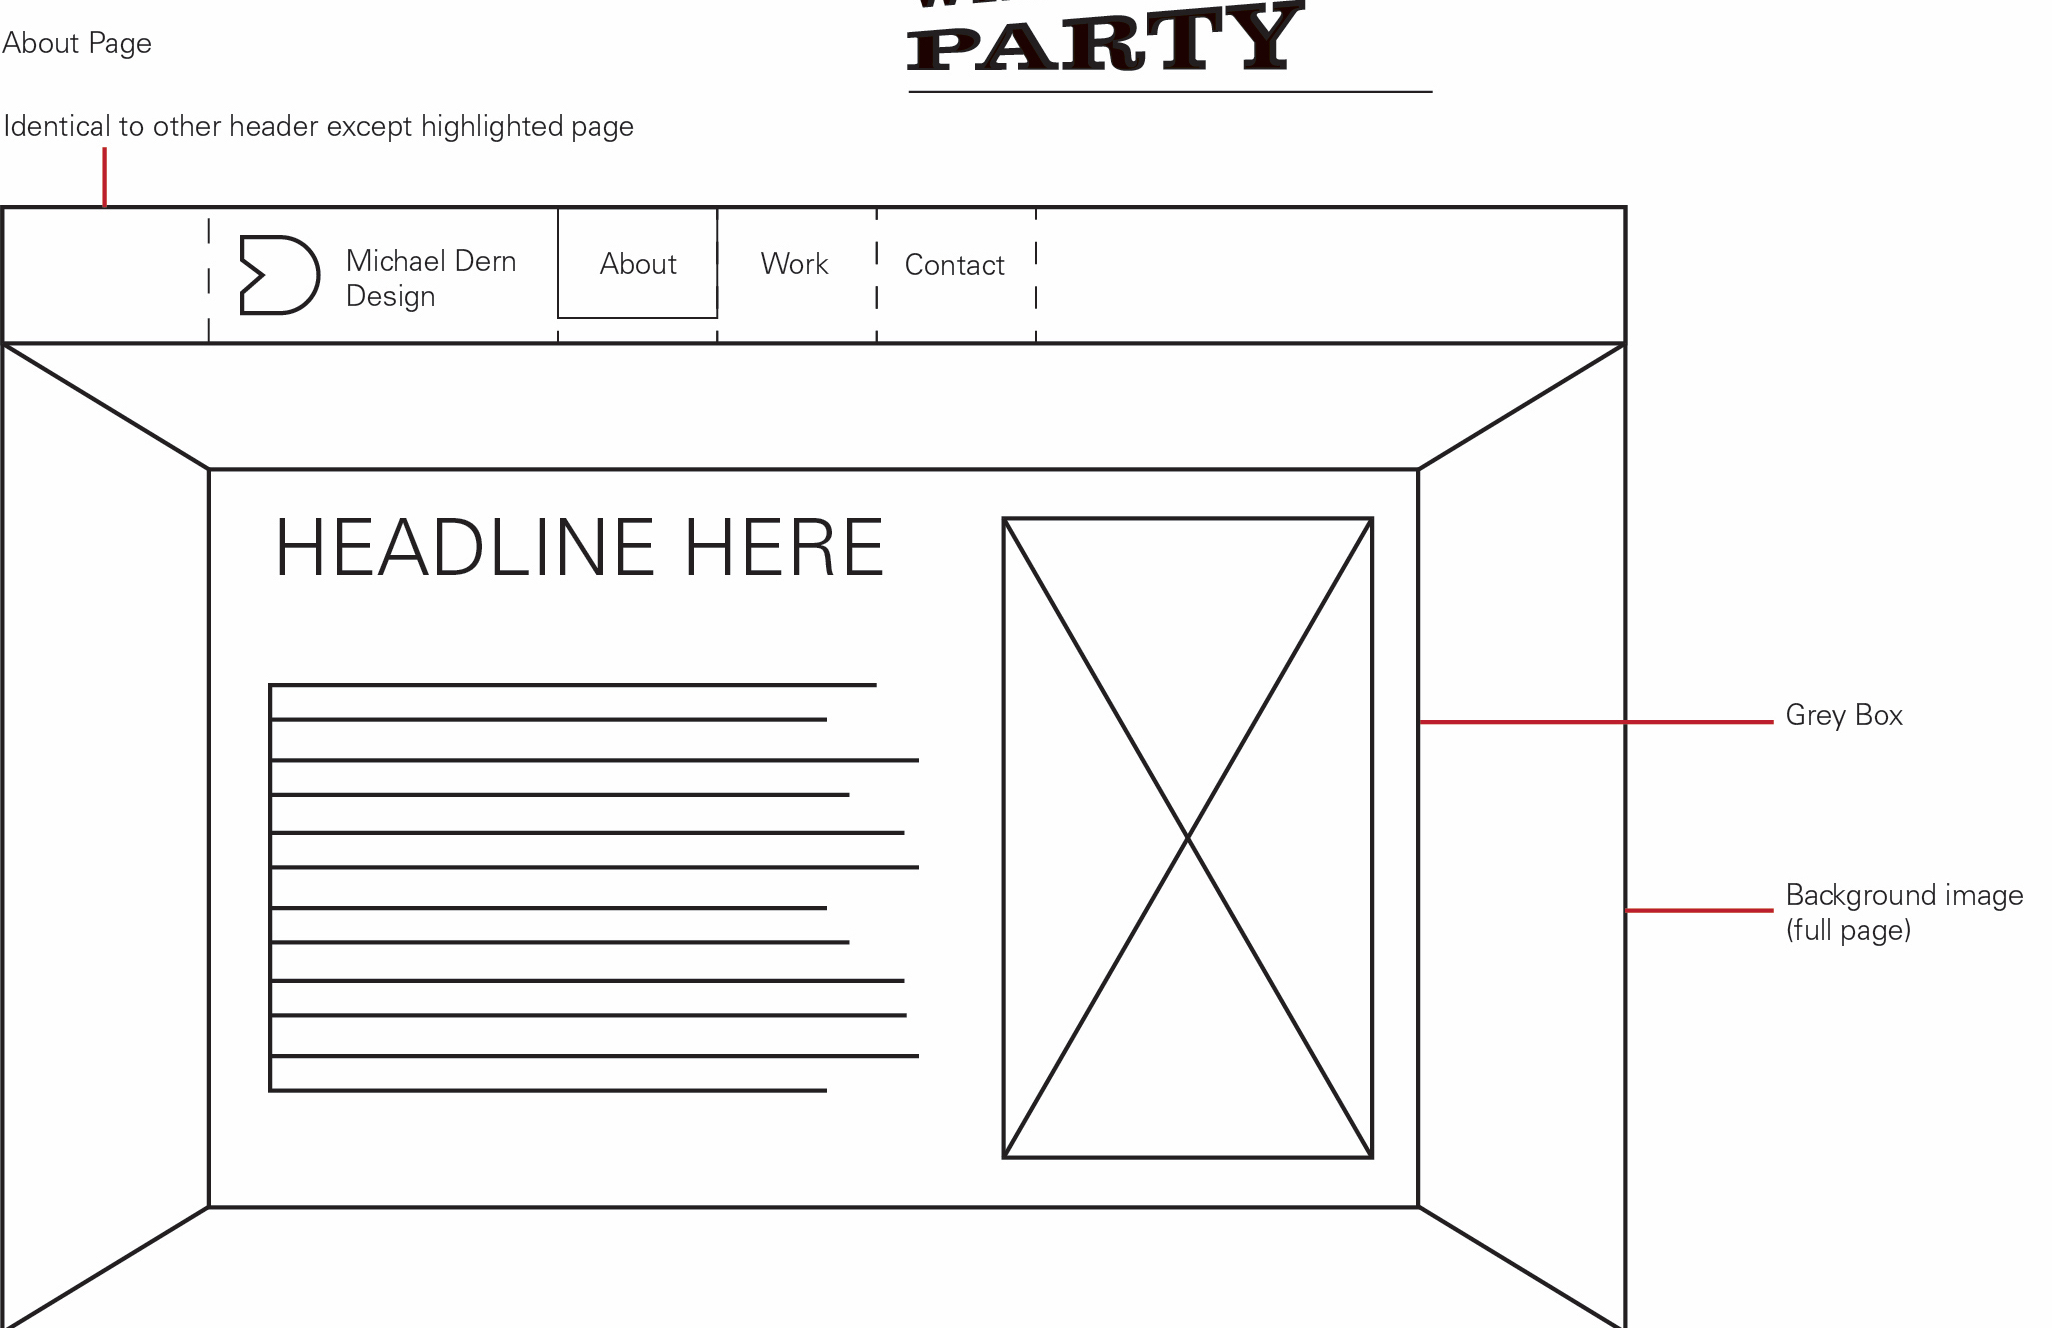 About Page
PARTY
Identical to other header except highlighted page
Michael Dern
Design
About
Work
Contact
HEADLINE HERE
Grey Box
Background image
(full page)